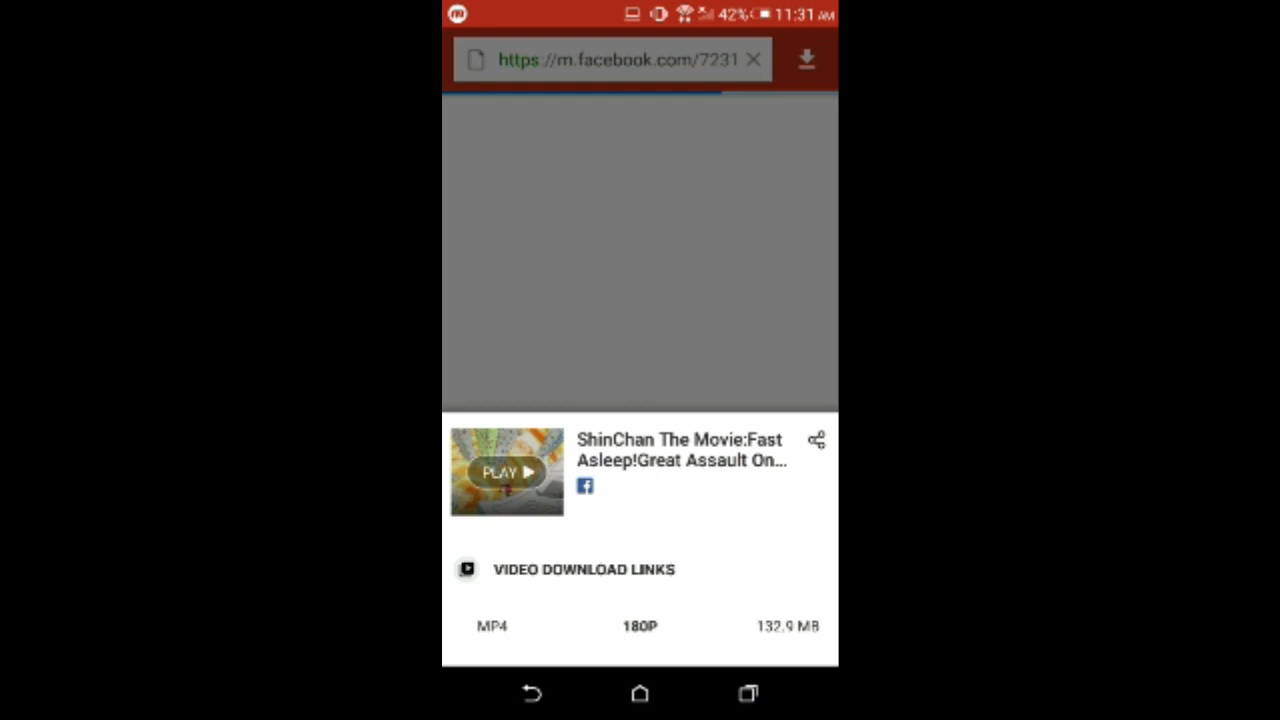 42% 11:31 AM
https://m.facebook.com/7231
PLAY
ShinChan The Movie:Fast
Asleep!Great Assault On...
VIDEO DOWNLOAD LINKS
MP4 180P 132.9 MB